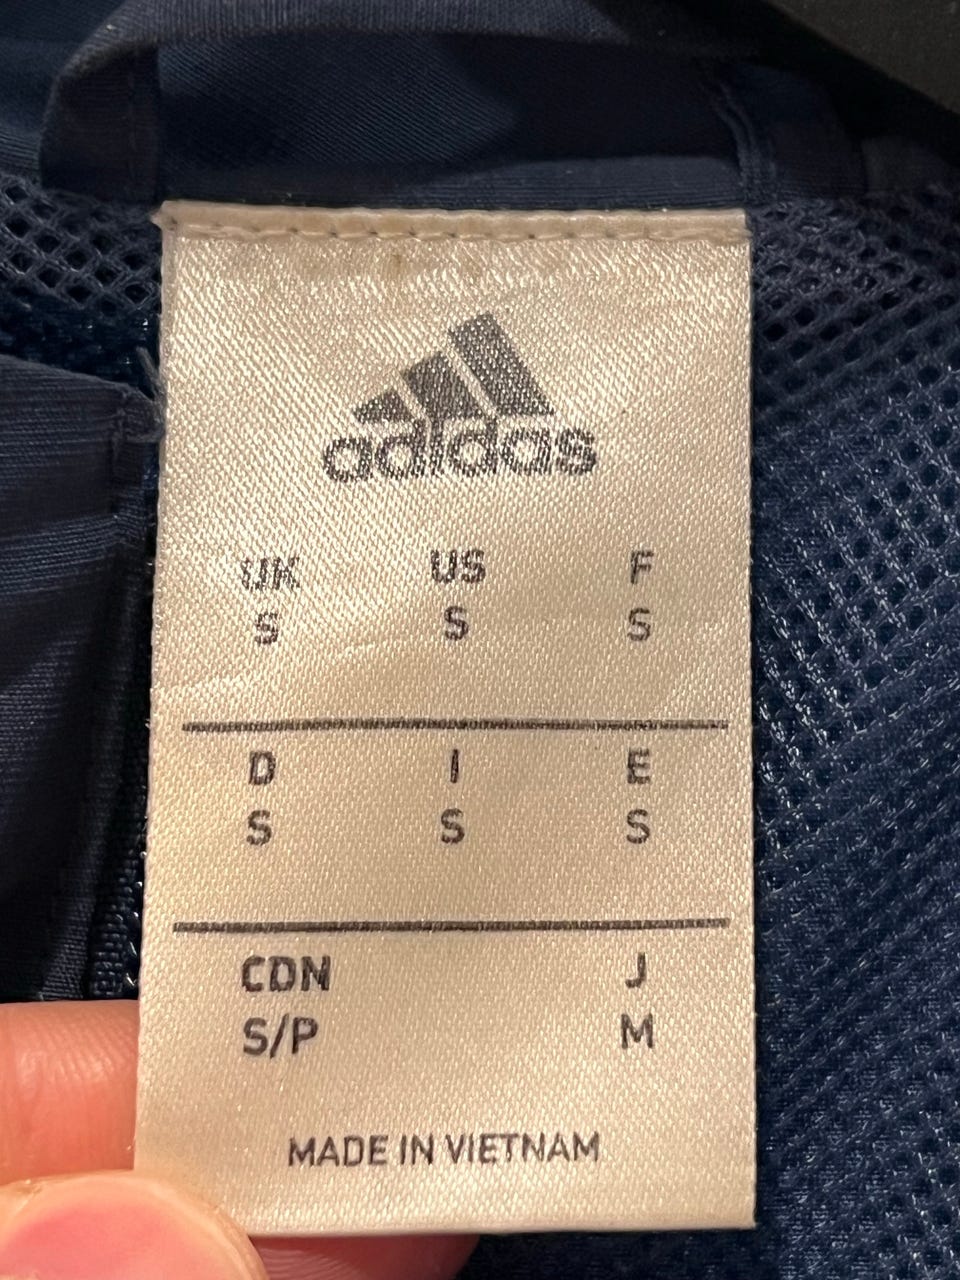 adidas
UK US F
S S S
D I E
S S S
CDN J
S/P M
MADE IN VIETNAM